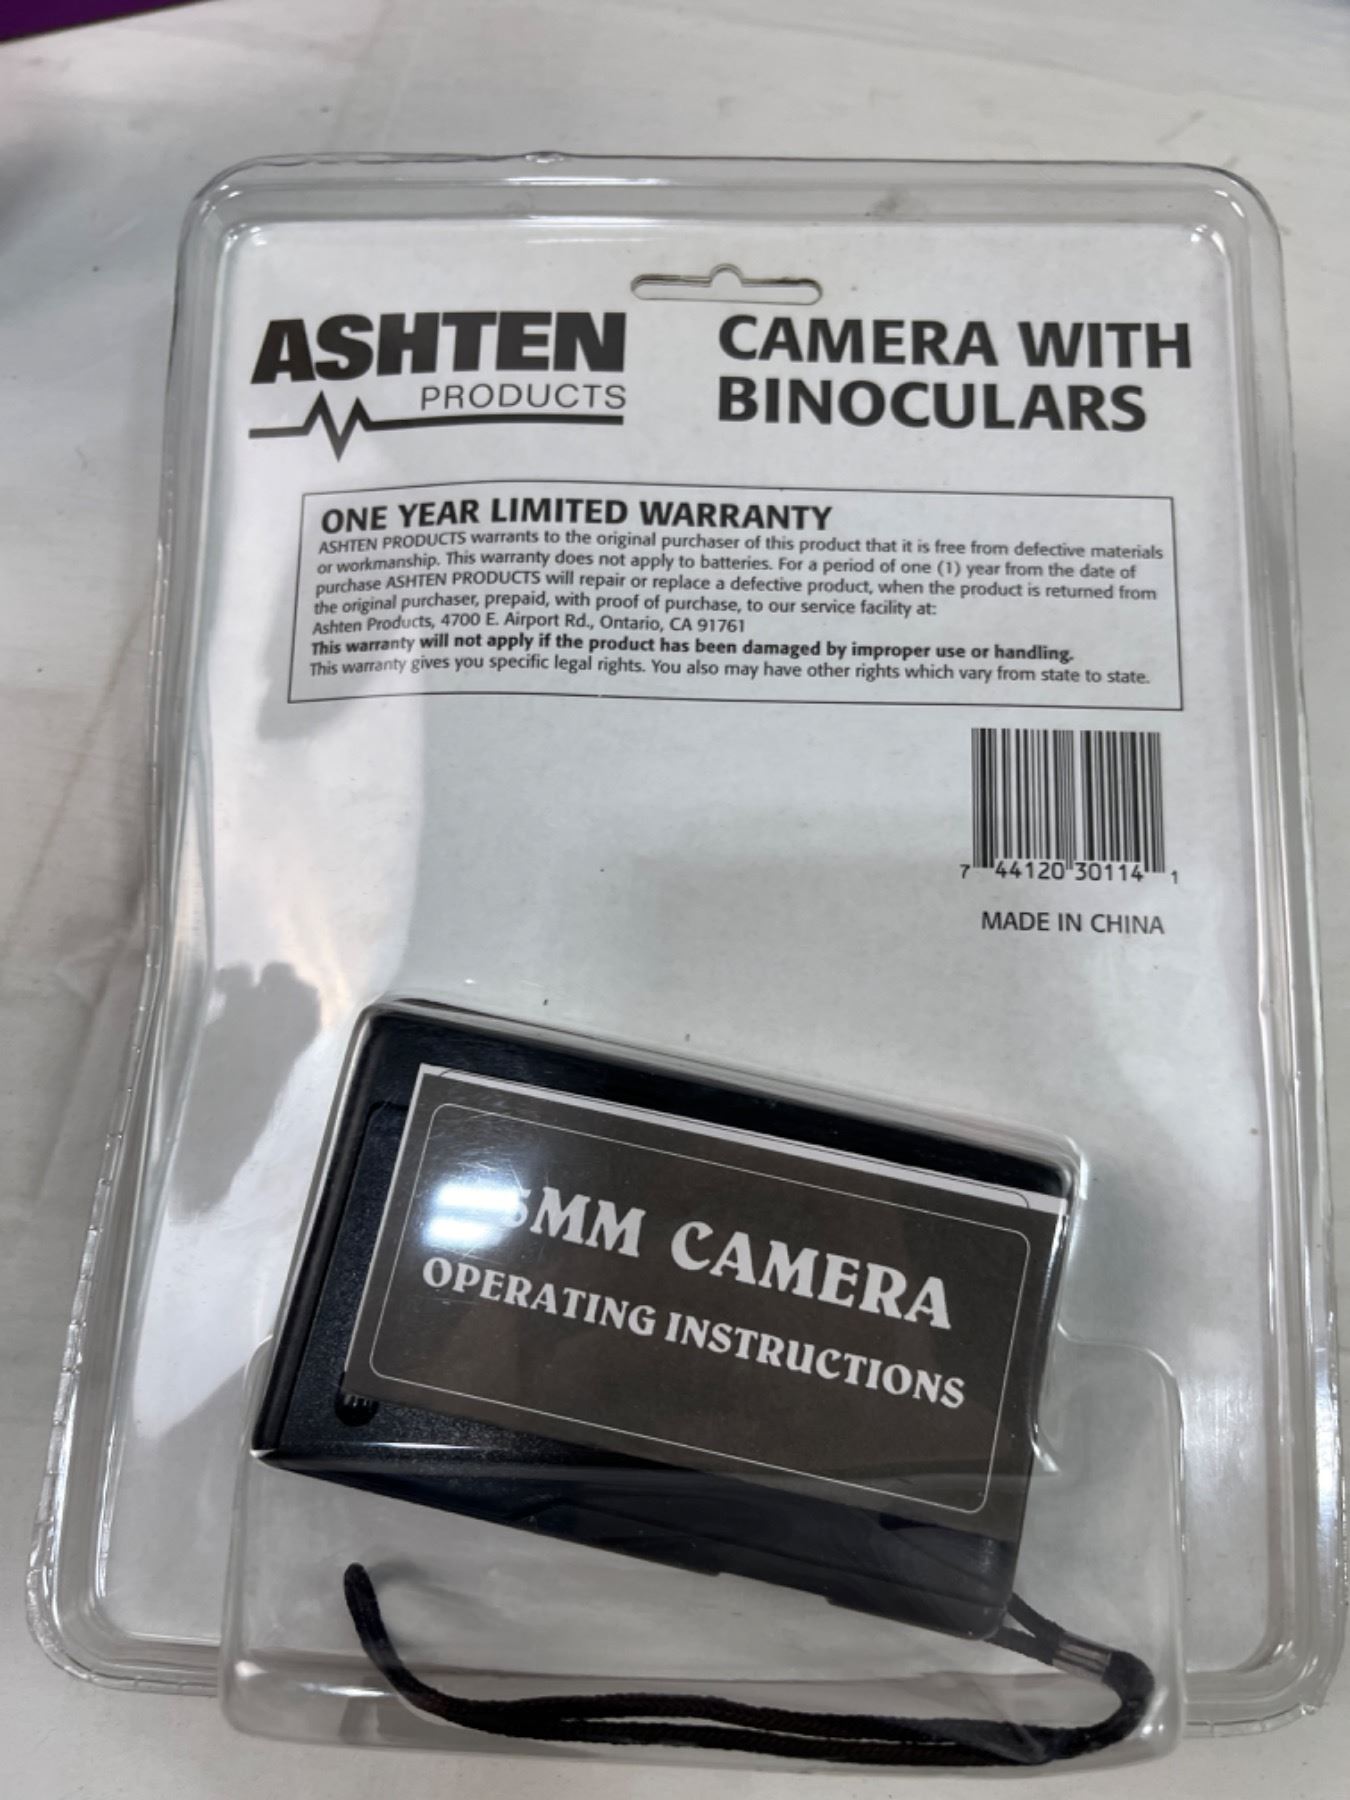 ASHTEN
PRODUCTS
CAMERA WITH
BINOCULARS
ONE YEAR LIMITED WARRANTY
ASHTEN PRODUCTS warrants to the original purchaser of this product that it is free from defective materials
or workmanship. This warranty does not apply to batteries. For a period of one (1) year from the date of
purchase ASHTEN PRODUCTS will repair or replace a defective product, when the product is returned from
the original purchaser, prepaid, with proof of purchase, to our service facility at:
Ashten Products, 4700 E. Airport Rd., Ontario, CA 91761
This warranty will not apply if the product has been damaged by improper use or handling.
This warranty gives you specific legal rights. You also may have other rights which vary from state to state.
7 44120 30114 1
MADE IN CHINA
5MM CAMERA
OPERATING INSTRUCTIONS